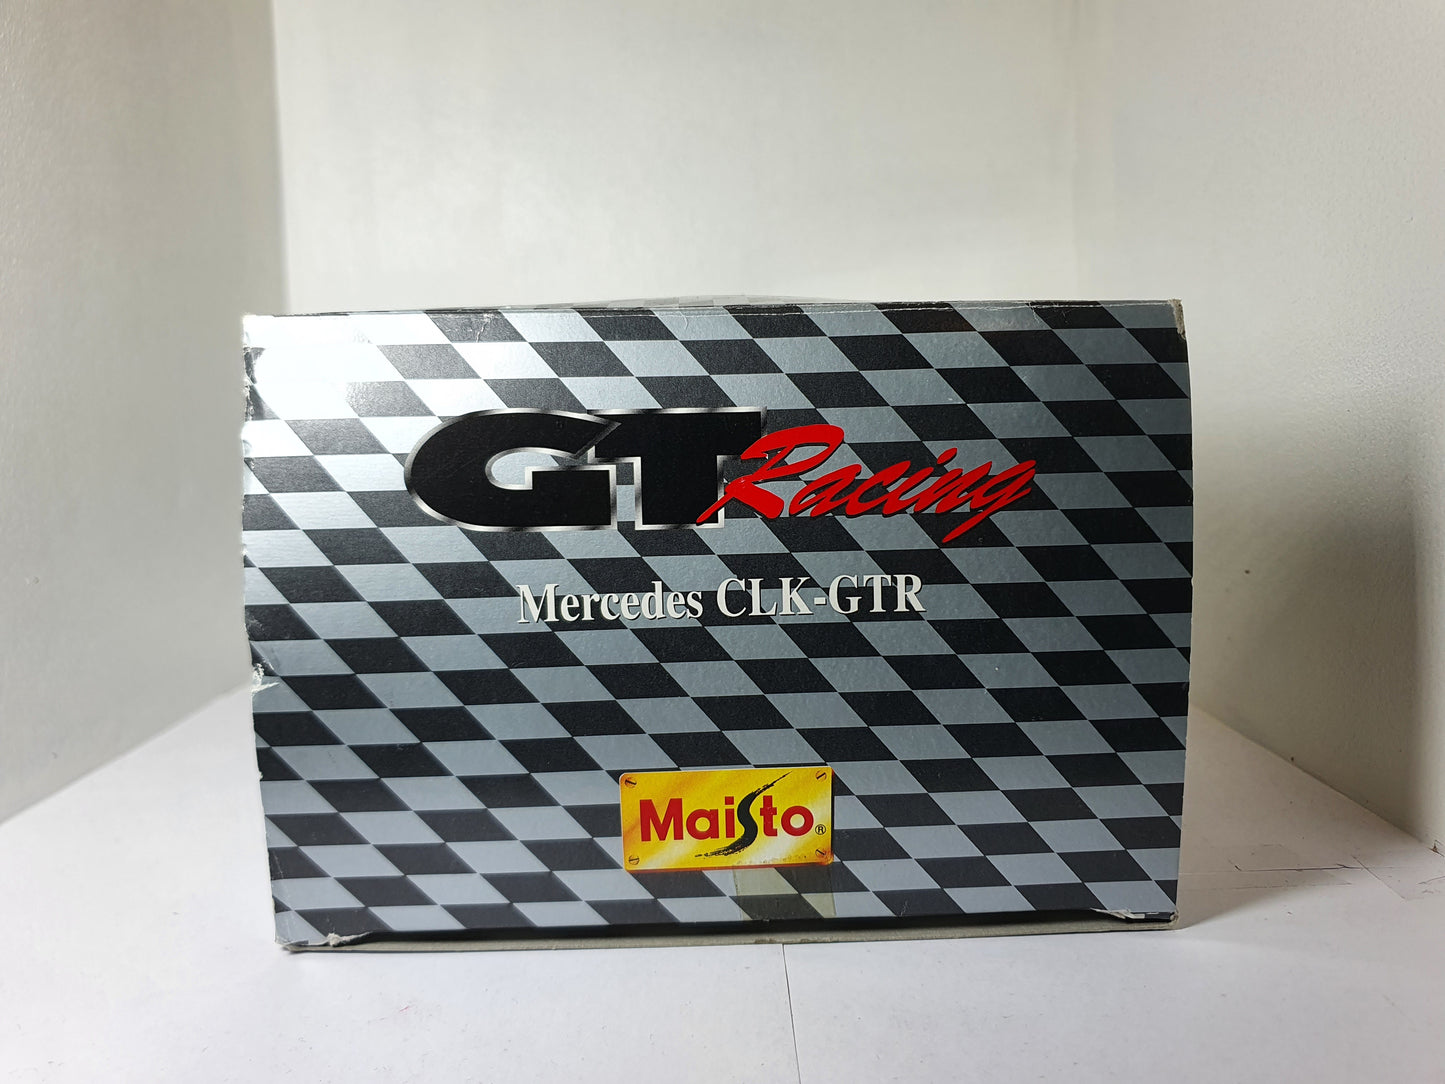 GT Racing
Mercedes CLK-GTR
Maisto®